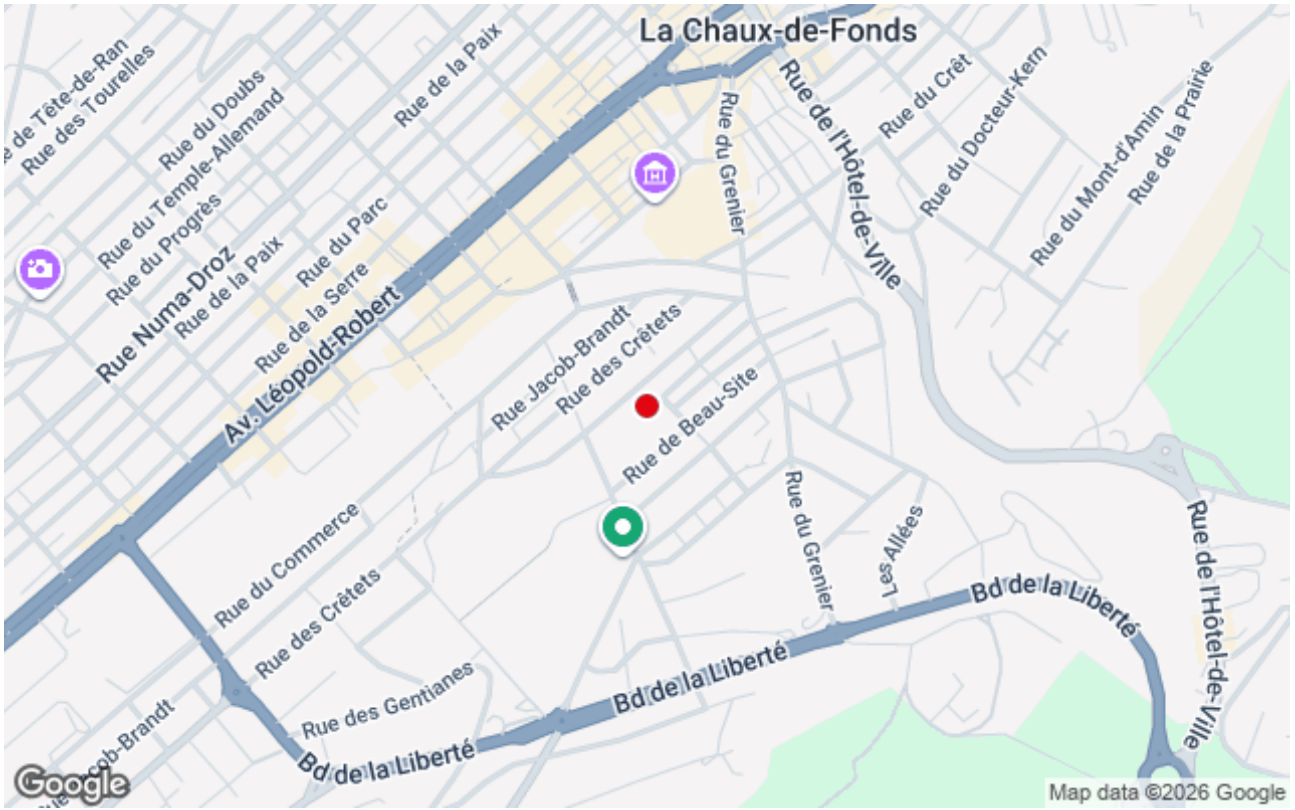 La Chaux-de-Fonds
de Tête-de-Ran
Rue des Tourelles
Rue du Doubs
Rue du Temple-Allemand
Rue du Progrès
Rue de la Paix
Rue de la Paix
Rue Numa-Droz
Rue du Parc
Rue de la Serre
Av. Léopold-Robert
Rue du Grenier
Rue de l'Hôtel-de-Ville
Rue du Crêt
Rue du Docteur-Kern
Rue du Mont-d'Amin
Rue de la Prairie
Rue Jacob-Brandt
Rue des Crêtets
Rue de Beau-Site
Rue du Grenier
Les Allées
Rue de l'Hôtel-de-Ville
Rue du Commerce
Rue des Crêtets
Rue des Gentianes
Bd de la Liberté
Bd de la Liberté
Bd de la Liberté
Rue Jacob-Brandt
Google
Map data ©2026 Google